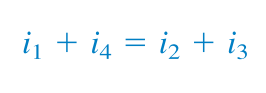 i₁ + i₄ = i₂ + i₃